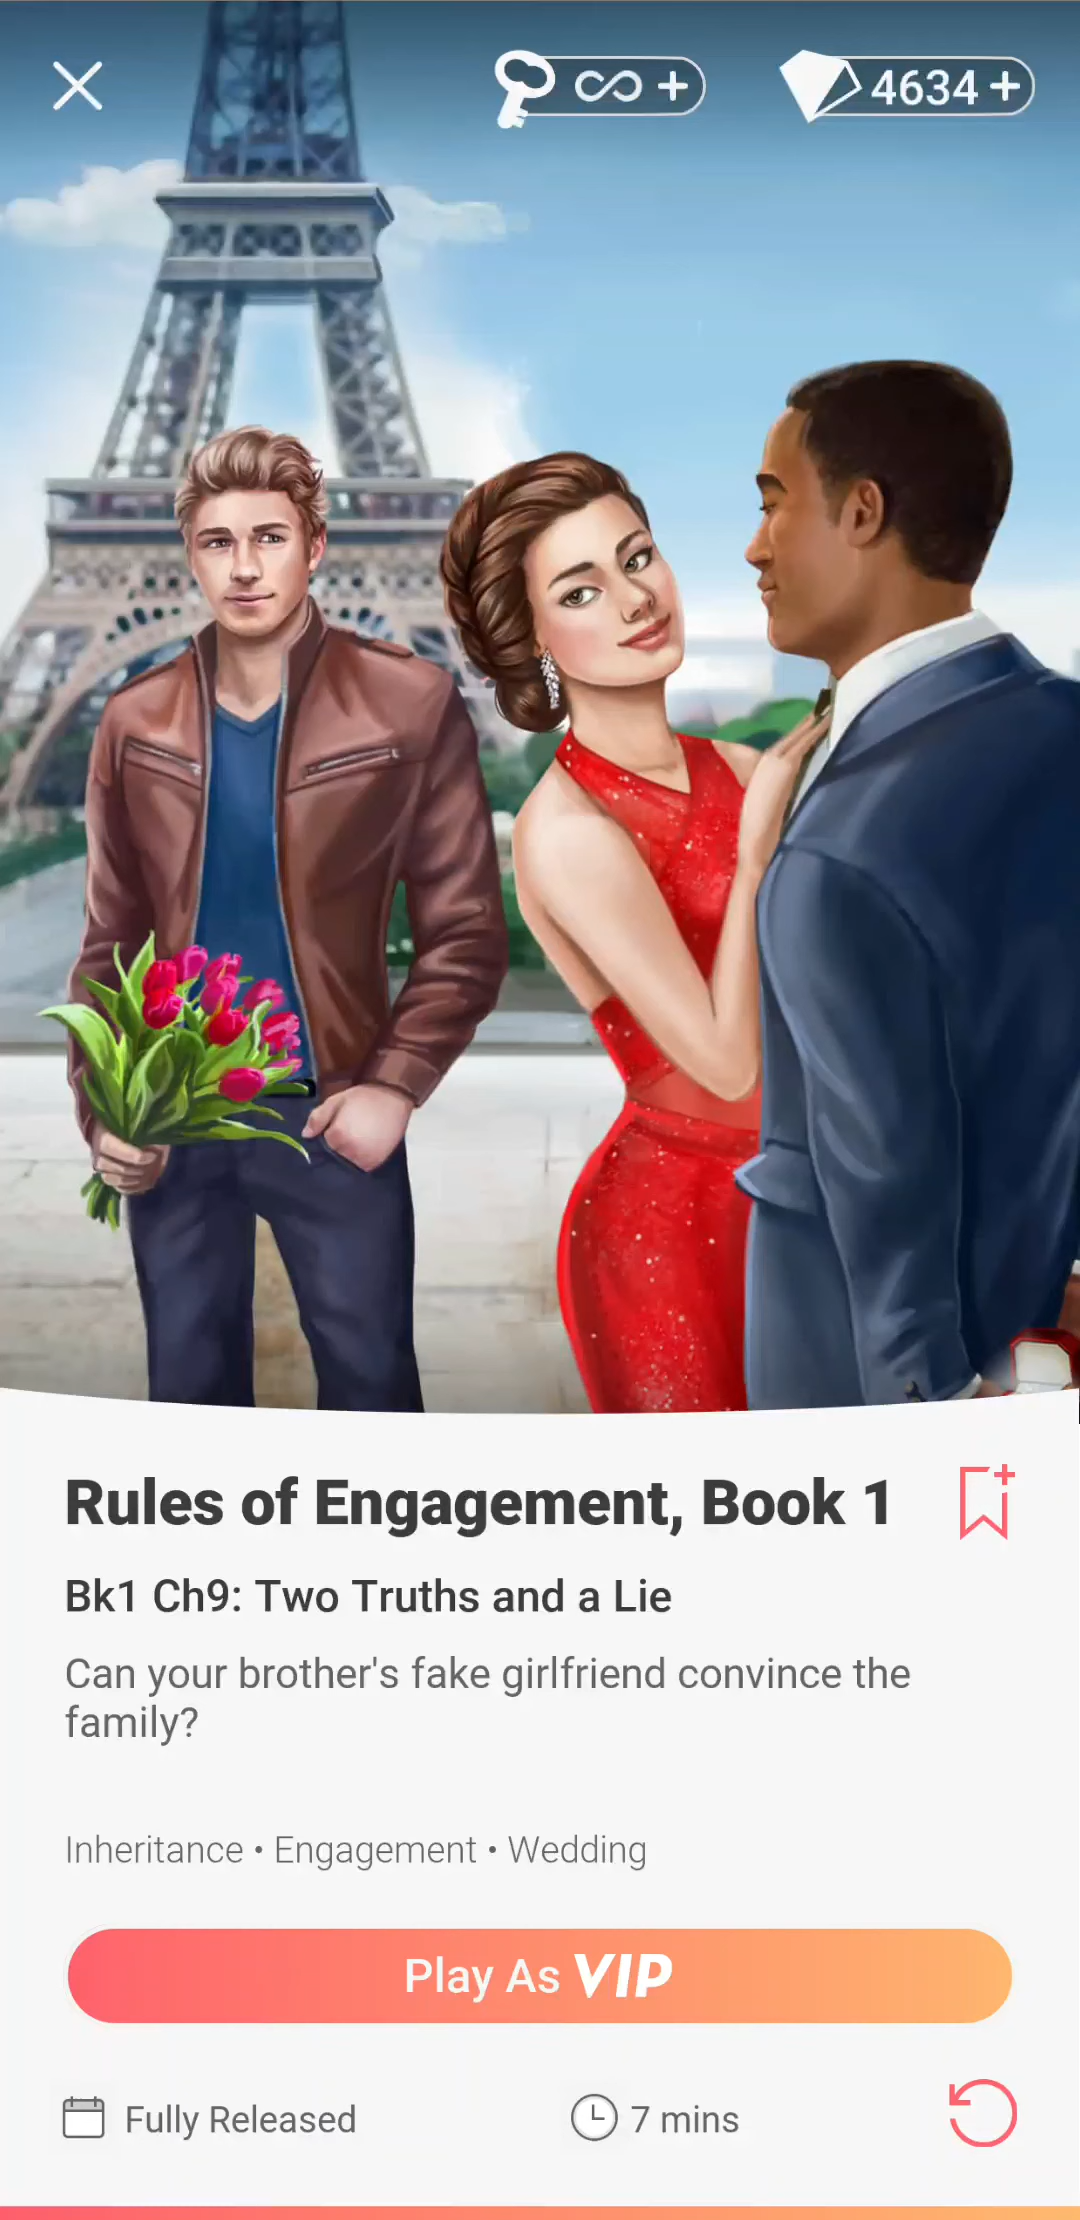 ∞ +
4634 +
Rules of Engagement, Book 1
Bk1 Ch9: Two Truths and a Lie
Can your brother's fake girlfriend convince the
family?
Inheritance • Engagement • Wedding
Play As VIP
Fully Released
7 mins